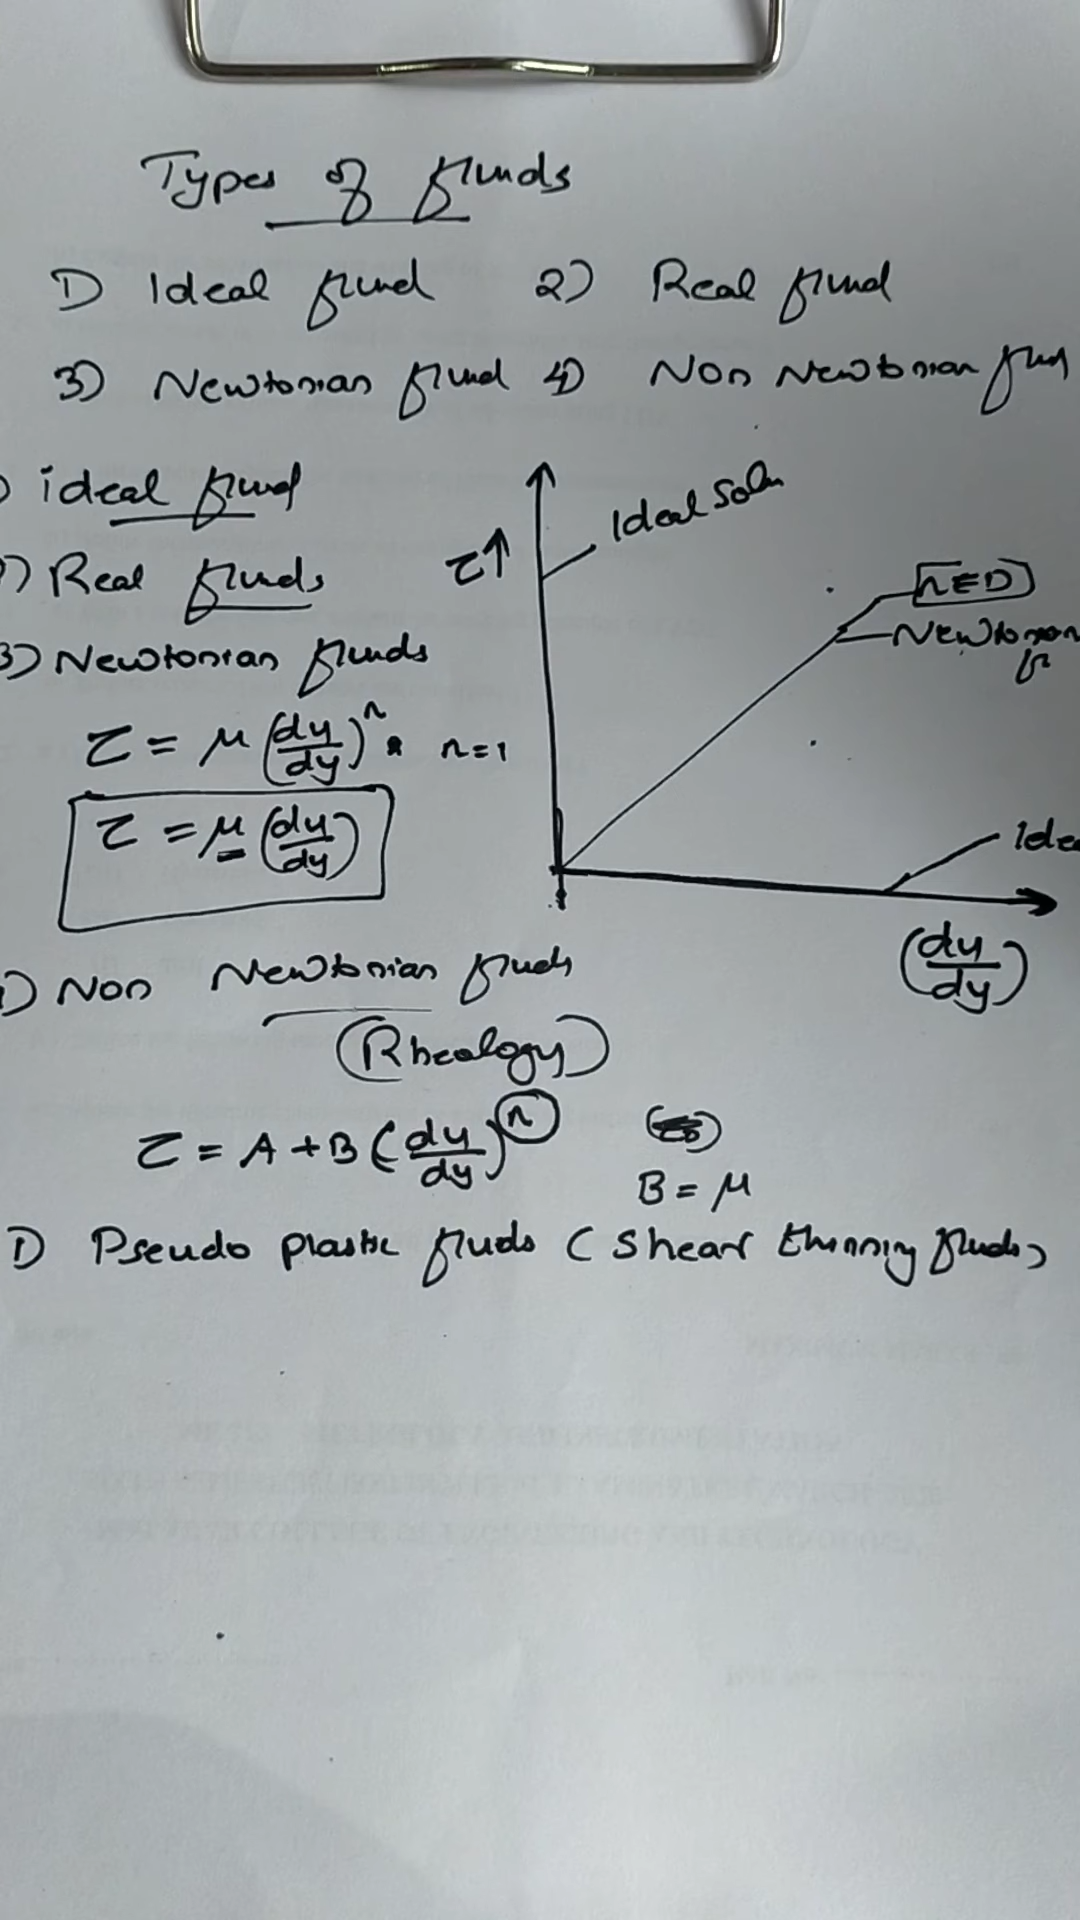 Types of fluids
1) Ideal fluid 2) Real fluid
3) Newtonian fluid 4) Non Newtonian flui
) ideal fluid
) Real fluids
3) Newtonian fluids
τ = μ (du/dy)^n n=1
τ = μ (du/dy)
τ↑
Ideal Soln
Newtonian
Ide
(du/dy)
) Non Newtonian fluids
(Rheology)
τ = A + B (du/dy)^n
B = μ
1) Pseudo plastic fluids (Shear thinning fluids)